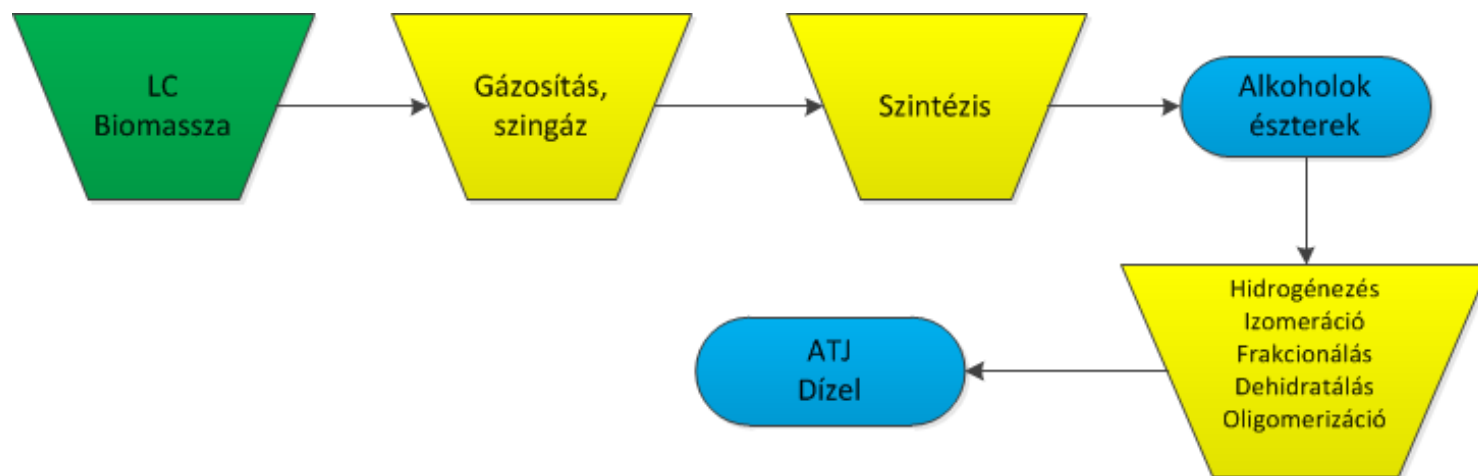 LC
Biomassza
Gázosítás,
szingáz
Szintézis
Alkoholok
észterek
Hidrogénezés
Izomeráció
Frakcionálás
Dehidratálás
Oligomerizáció
ATJ
Dízel